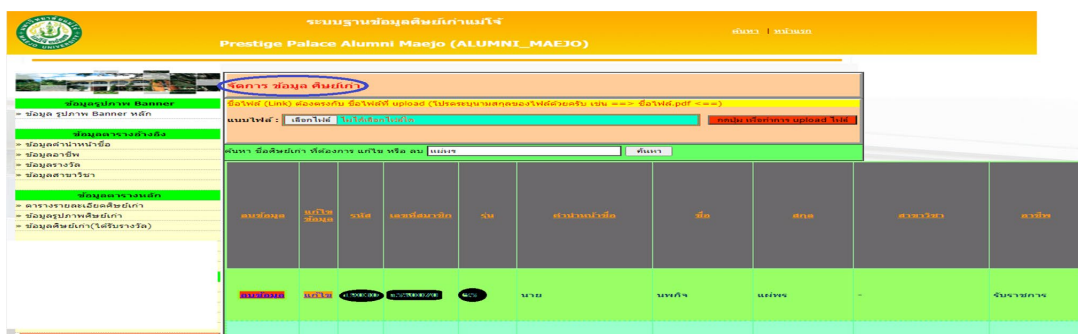 ระบบฐานข้อมูลศิษย์เก่าแม่โจ้
Prestige Palace Alumni Maejo (ALUMNI_MAEJO)
ค้นหา | หน้าแรก
ข้อมูลรูปภาพ Banner
ข้อมูล รูปภาพ Banner หลัก
ข้อมูลตารางอ้างอิง
ข้อมูลคำนำหน้าชื่อ
ข้อมูลอาชีพ
ข้อมูลรางวัล
ข้อมูลสาขาวิชา
ข้อมูลตารางหลัก
ตารางรายละเอียดศิษย์เก่า
ข้อมูลรูปภาพศิษย์เก่า
ข้อมูลศิษย์เก่า(ได้รับรางวัล)
จัดการ ข้อมูล ศิษย์เก่า
ชื่อไฟล์ (Link) ต้องตรงกับ ชื่อไฟล์ที่ upload (โปรดระบุนามสกุลของไฟล์ด้วยครับ เช่น ==> ชื่อไฟล์.pdf <==)
แนบไฟล์ : เลือกไฟล์ ไม่ได้เลือกไฟล์ใด กดปุ่ม เพื่อทำการ upload ไฟล์
ค้นหา ชื่อศิษย์เก่า ที่ต้องการ แก้ไข หรือ ลบ แผ่พร ค้นหา
ลบข้อมูล แก้ไขข้อมูล รหัส เลขที่สมาชิก รุ่น คำนำหน้าชื่อ ชื่อ สกุล สาขาวิชา อาชีพ
ลบข้อมูล แก้ไข นาย นพกิจ แผ่พร - รับราชการ